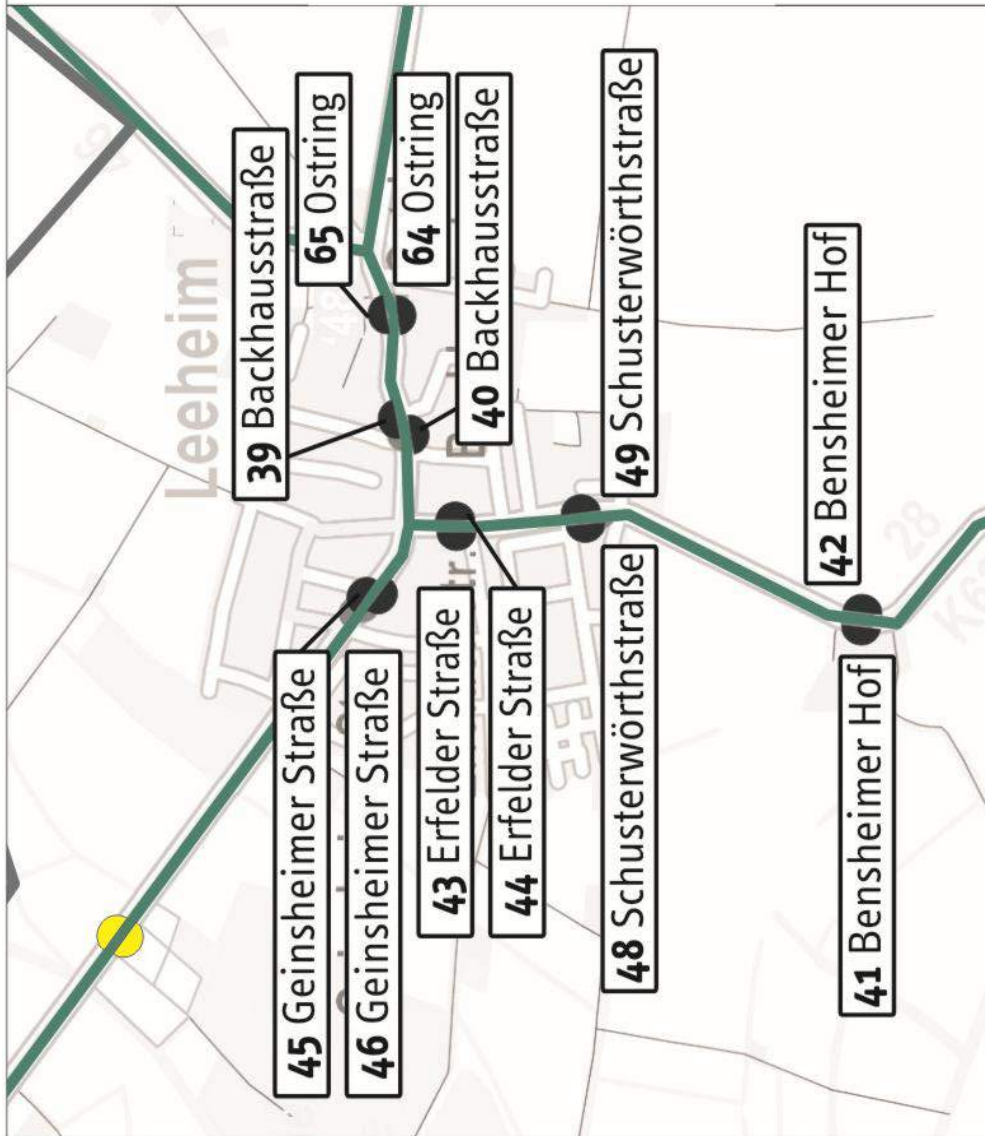 Leeheim
39 Backhausstraße
65 Ostring
64 Ostring
40 Backhausstraße
45 Geinsheimer Straße
46 Geinsheimer Straße
43 Erfelder Straße
44 Erfelder Straße
49 Schusterwörthstraße
48 Schusterwörthstraße
42 Bensheimer Hof
41 Bensheimer Hof
28